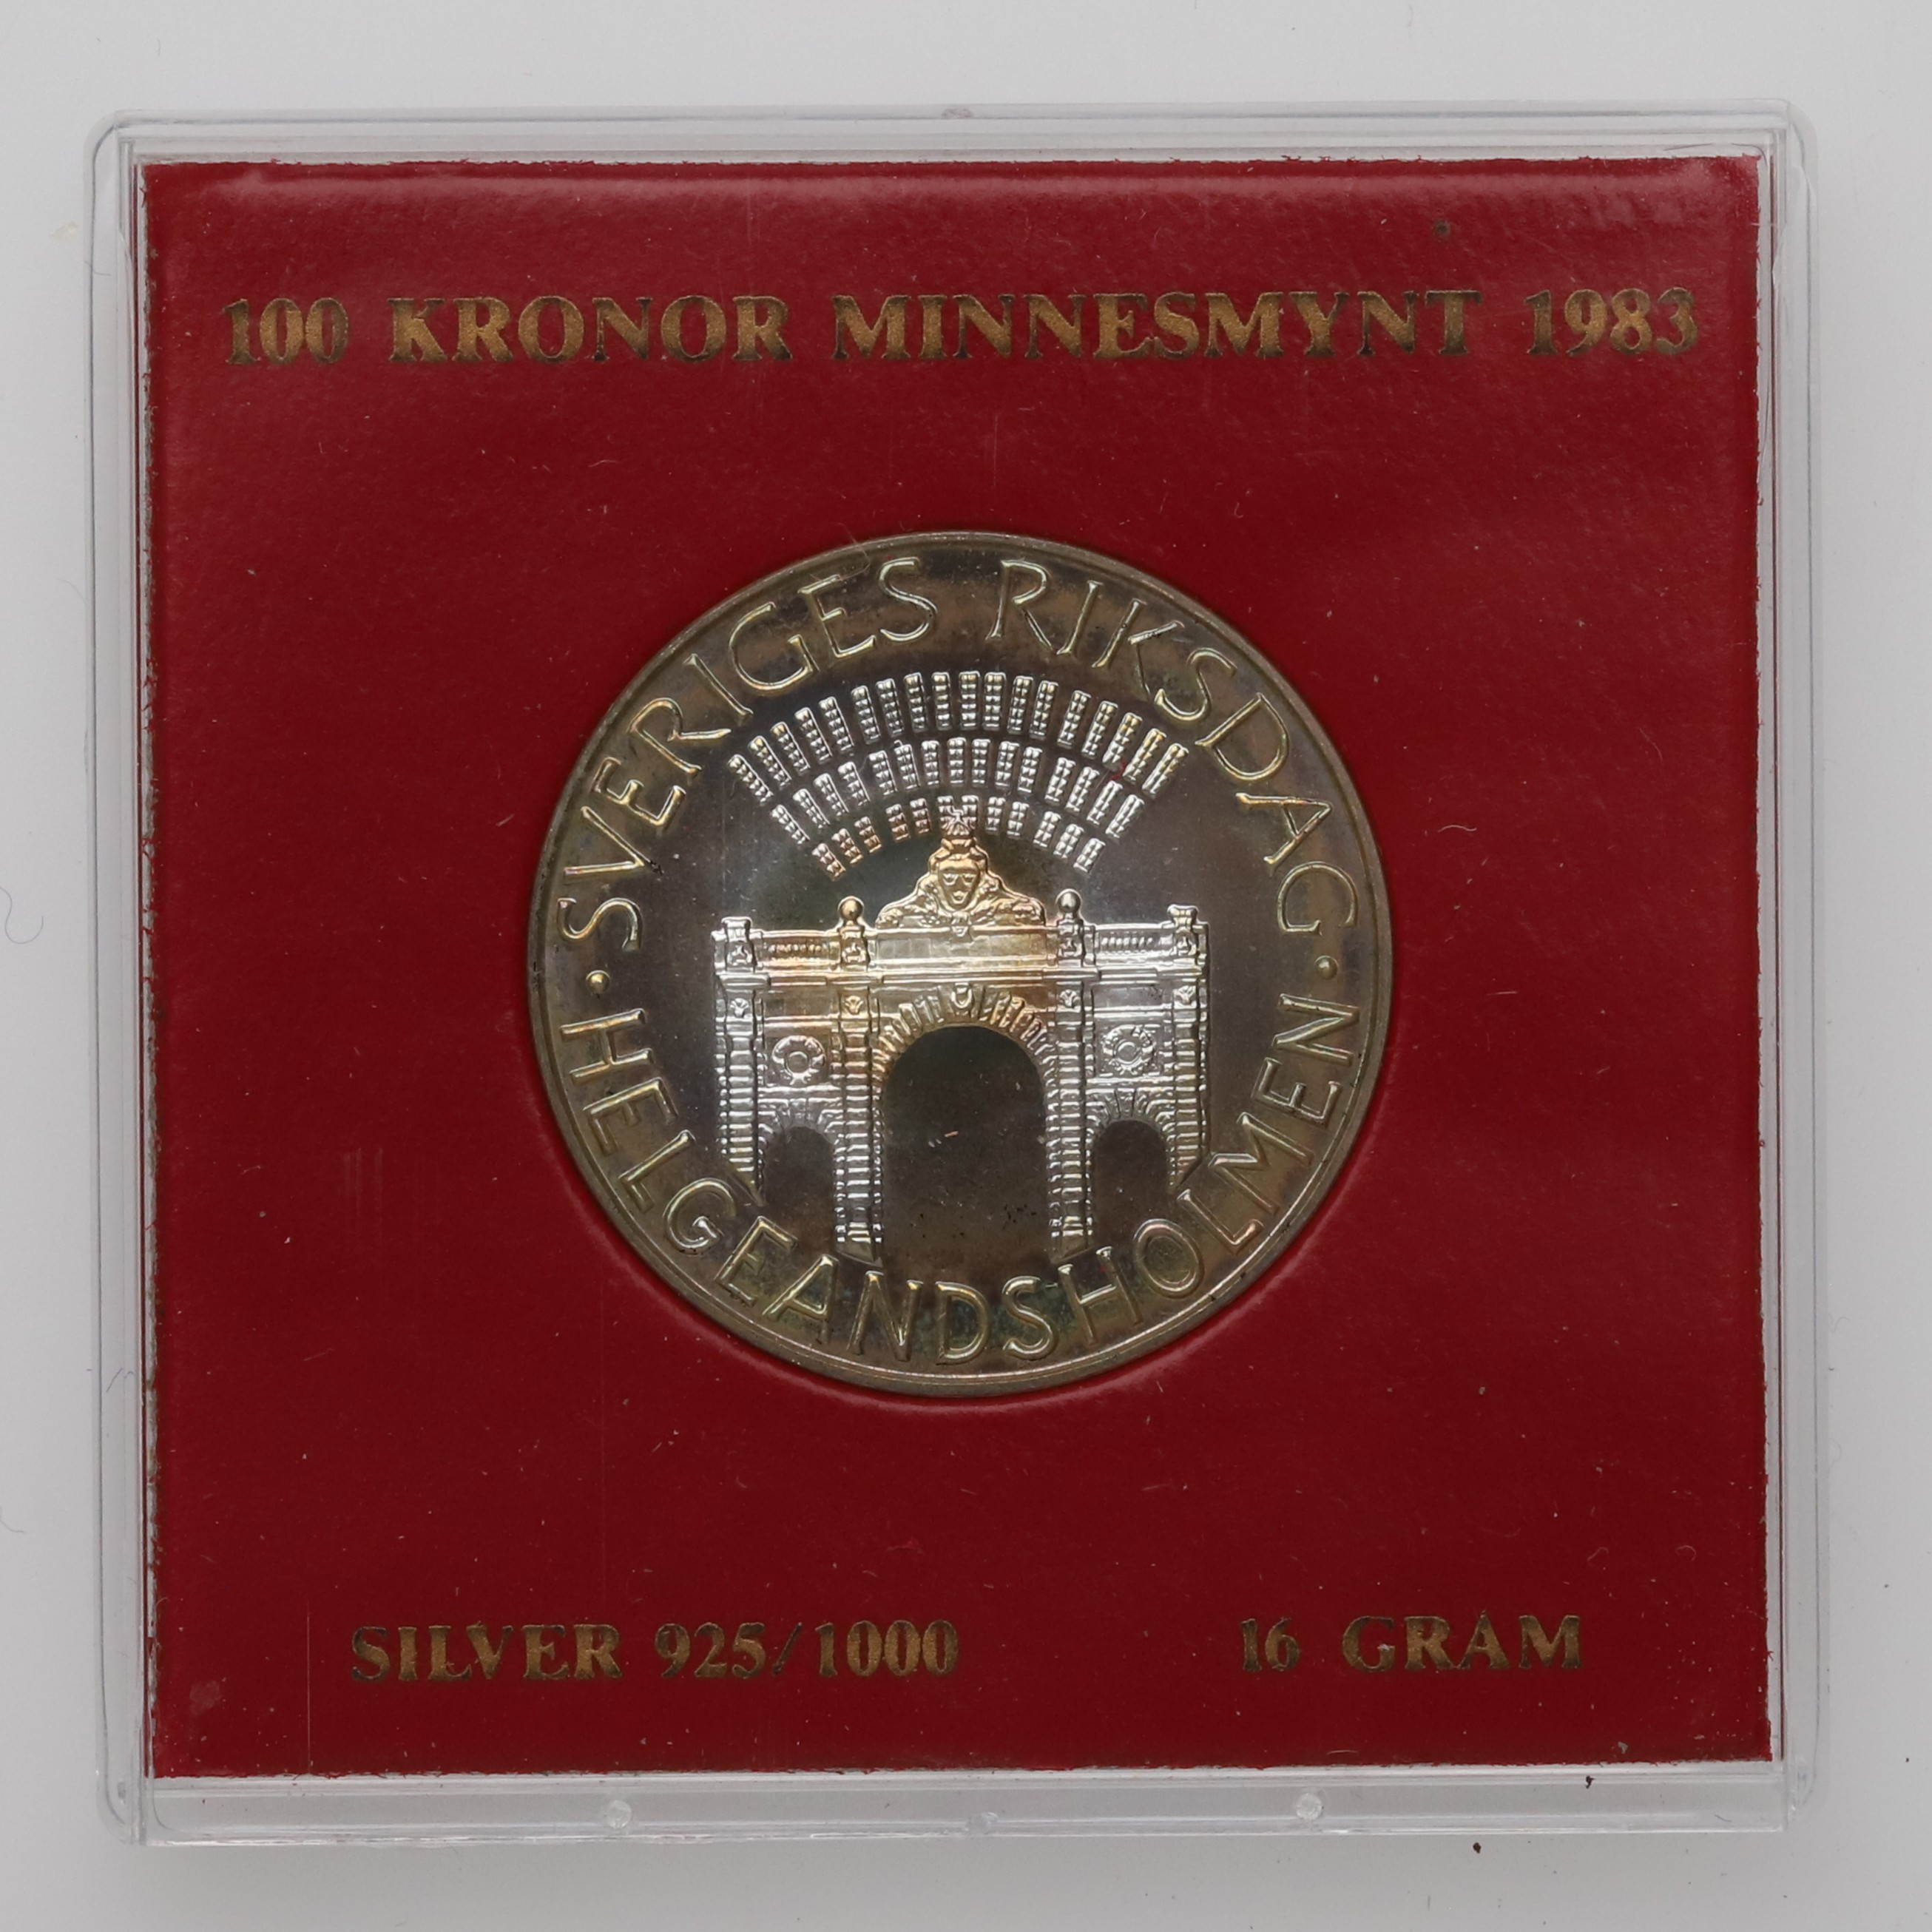 100 KRONOR MINNESMYNT 1983
· SVERIGES RIKSDAG ·
HELGEANDSHOLMEN
SILVER 925/1000 16 GRAM